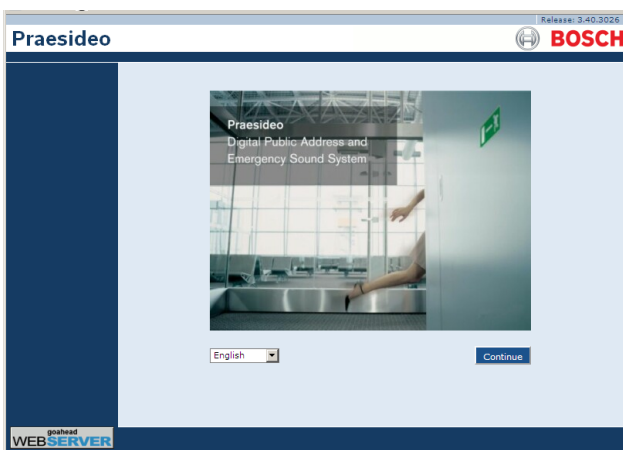 Release: 3.40.3026
Praesideo
BOSCH
Praesideo
Digital Public Address and
Emergency Sound System
English
Continue
goahead
WEBSERVER